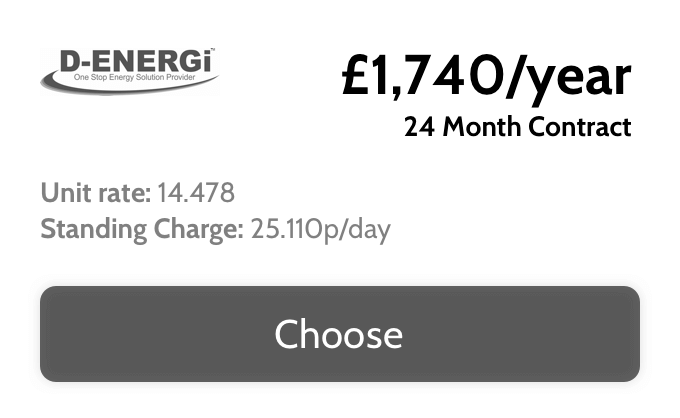 D-ENERGi™
One Stop Energy Solution Provider
£1,740/year
24 Month Contract
Unit rate: 14.478
Standing Charge: 25.110p/day
Choose